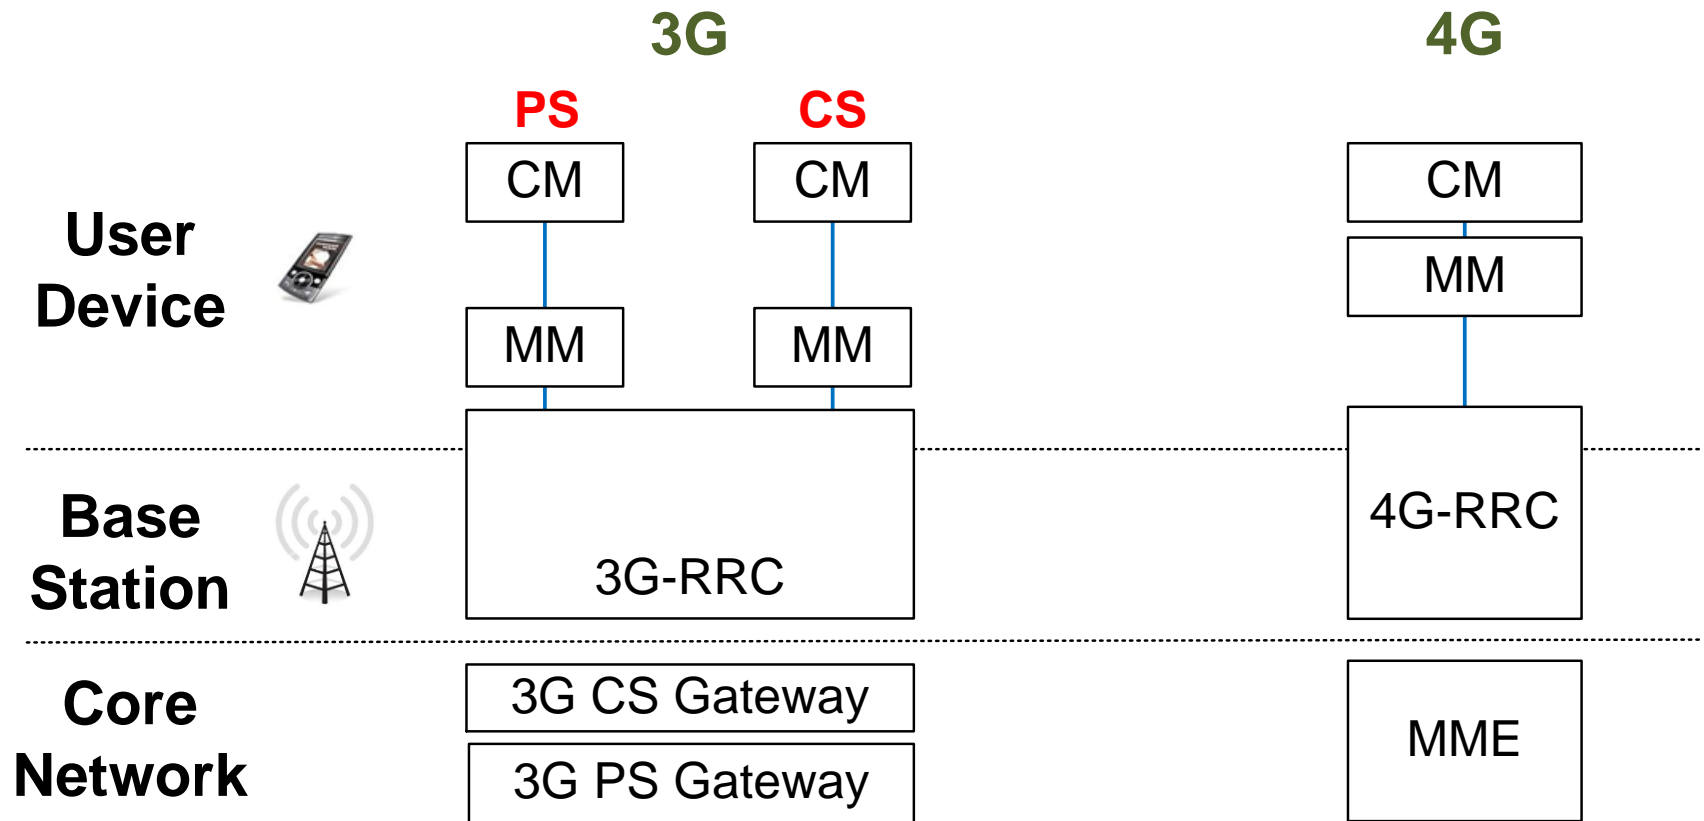 3G
4G
PS
CS
CM
CM
CM
User
Device
MM
MM
MM
Base
Station
3G-RRC
4G-RRC
Core
Network
3G CS Gateway
3G PS Gateway
MME